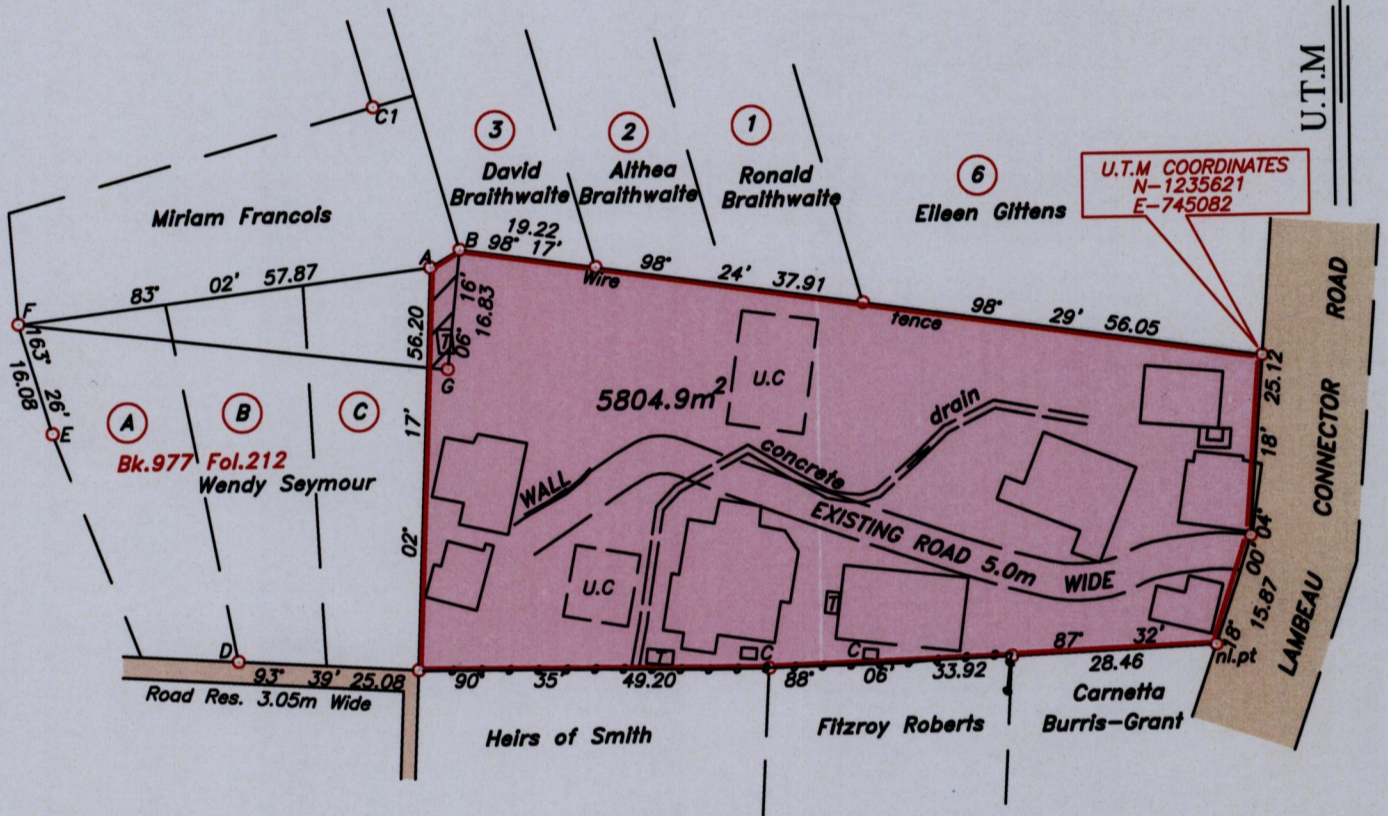 U.T.M
C1
3
2
1
6
David
Braithwaite
Althea
Braithwaite
Ronald
Braithwaite
Eileen Gittens
U.T.M COORDINATES
N-1235621
E-745082
Miriam Francois
A
B
19.22
98° 17'
Wire
98° 24' 37.91
fence
98° 29' 56.05
F
83° 02' 57.87
163° 26'
16.08
E
02° 17' 56.20
06° 16'
16.83
T
G
5804.9m²
U.C
A
B
C
Bk.977 Fol.212
Wendy Seymour
WALL
concrete
drain
EXISTING ROAD 5.0m WIDE
U.C
T
C
T
C
04° 18' 25.12
18° 00'
15.87
nl.pt
LAMBEAU CONNECTOR ROAD
D
93° 39' 25.08
Road Res. 3.05m Wide
90° 35' 49.20
88° 06' 33.92
87° 32'
28.46
Heirs of Smith
Fitzroy Roberts
Carnetta
Burris-Grant